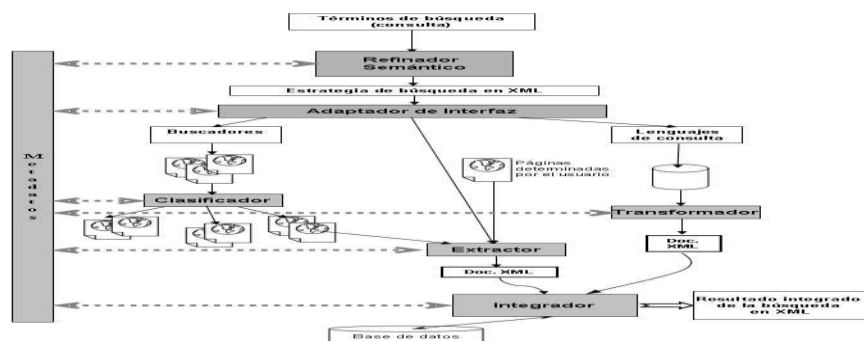 Términos de búsqueda
(consulta)
Refinador
Semántico
Estrategia de búsqueda en XML
Adaptador de Interfaz
Buscadores
Lenguajes
de consulta
Páginas
determinadas
por el usuario
Metadatos
Clasificador
Transformador
Extractor
Doc.
XML
Doc. XML
Integrador
Resultado integrado
de la búsqueda
en XML
Base de datos